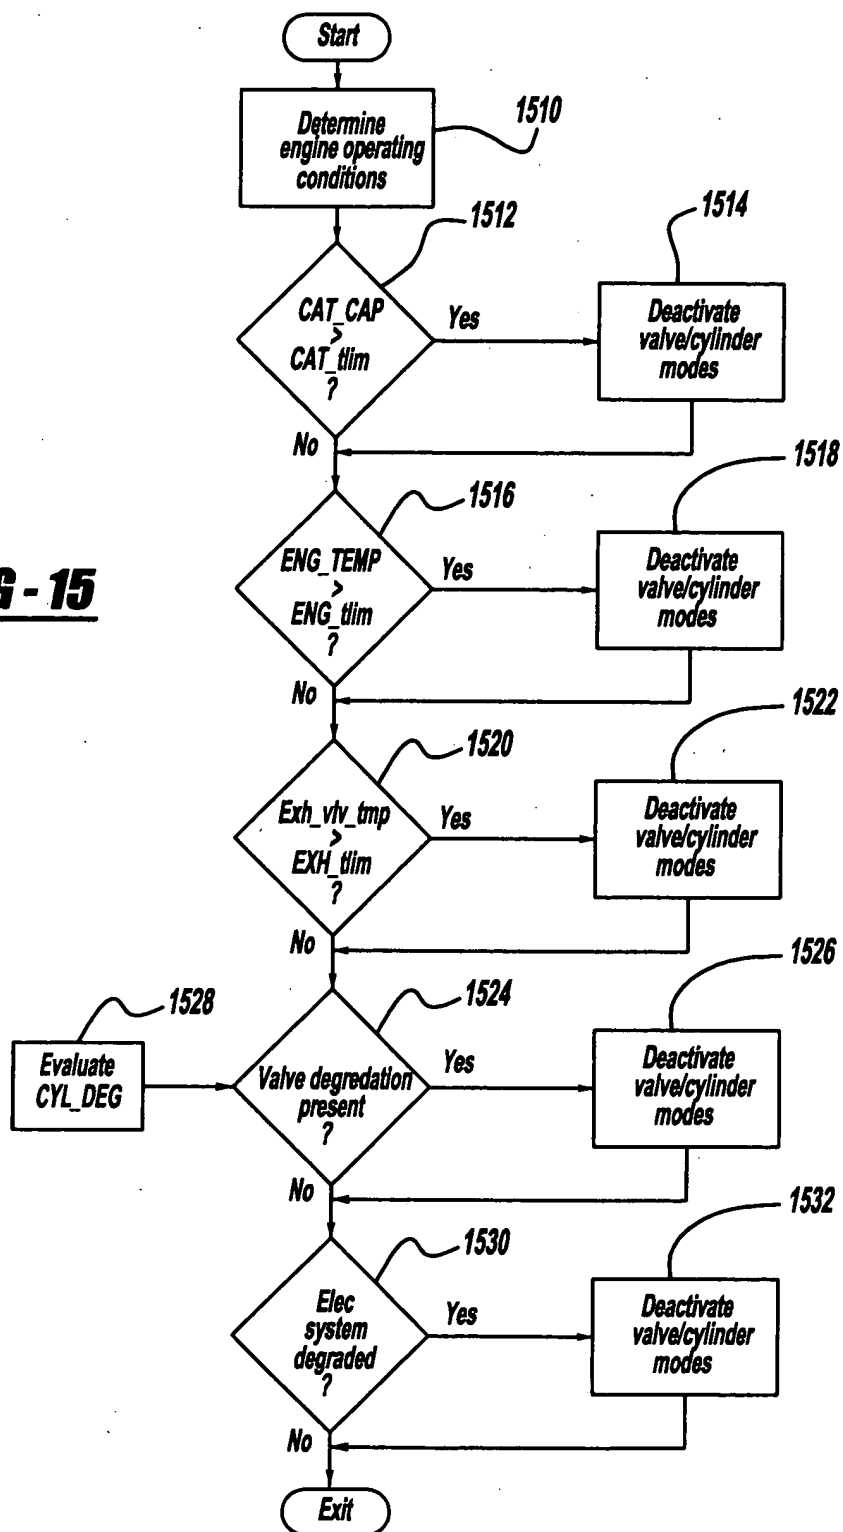 Start
Determine
engine operating
conditions
1510
1512
CAT_CAP
>
CAT_tlim
?
Yes
1514
Deactivate
valve/cylinder
modes
No
1516
ENG_TEMP
>
ENG_tlim
?
Yes
1518
Deactivate
valve/cylinder
modes
No
1520
Exh_vlv_tmp
>
EXH_tlim
?
Yes
1522
Deactivate
valve/cylinder
modes
No
1528
Evaluate
CYL_DEG
1524
Valve degredation
present
?
Yes
1526
Deactivate
valve/cylinder
modes
No
1530
Elec
system
degraded
?
Yes
1532
Deactivate
valve/cylinder
modes
No
Exit
G - 15